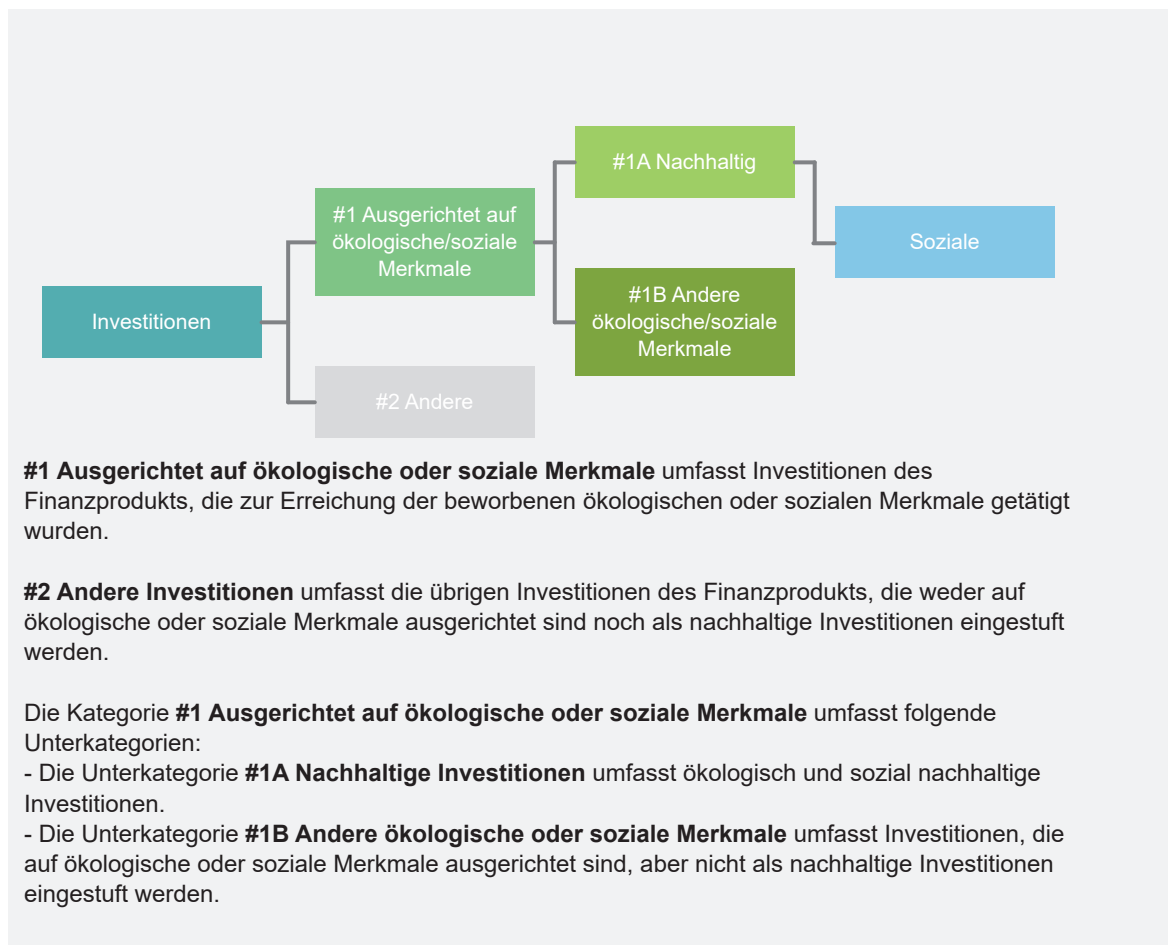 #1A Nachhaltig
#1 Ausgerichtet auf
ökologische/soziale
Merkmale
Soziale
Investitionen
#1B Andere
ökologische/soziale
Merkmale
#2 Andere
#1 Ausgerichtet auf ökologische oder soziale Merkmale umfasst Investitionen des
Finanzprodukts, die zur Erreichung der beworbenen ökologischen oder sozialen Merkmale getätigt
wurden.
#2 Andere Investitionen umfasst die übrigen Investitionen des Finanzprodukts, die weder auf
ökologische oder soziale Merkmale ausgerichtet sind noch als nachhaltige Investitionen eingestuft
werden.
Die Kategorie #1 Ausgerichtet auf ökologische oder soziale Merkmale umfasst folgende
Unterkategorien:
- Die Unterkategorie #1A Nachhaltige Investitionen umfasst ökologisch und sozial nachhaltige
Investitionen.
- Die Unterkategorie #1B Andere ökologische oder soziale Merkmale umfasst Investitionen, die
auf ökologische oder soziale Merkmale ausgerichtet sind, aber nicht als nachhaltige Investitionen
eingestuft werden.